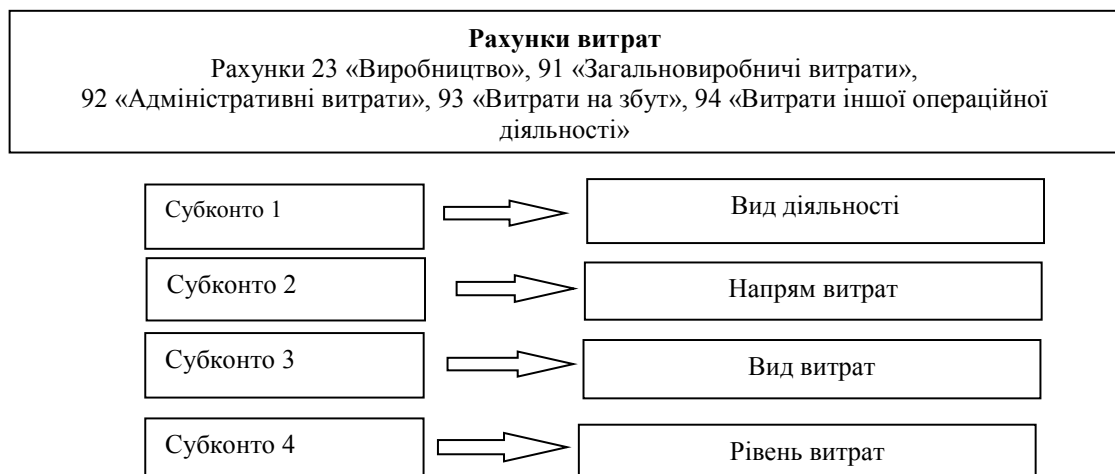 Рахунки витрат
Рахунки 23 «Виробництво», 91 «Загальновиробничі витрати»,
92 «Адміністративні витрати», 93 «Витрати на збут», 94 «Витрати іншої операційної
діяльності»
Субконто 1
Вид діяльності
Субконто 2
Напрям витрат
Субконто 3
Вид витрат
Субконто 4
Рівень витрат